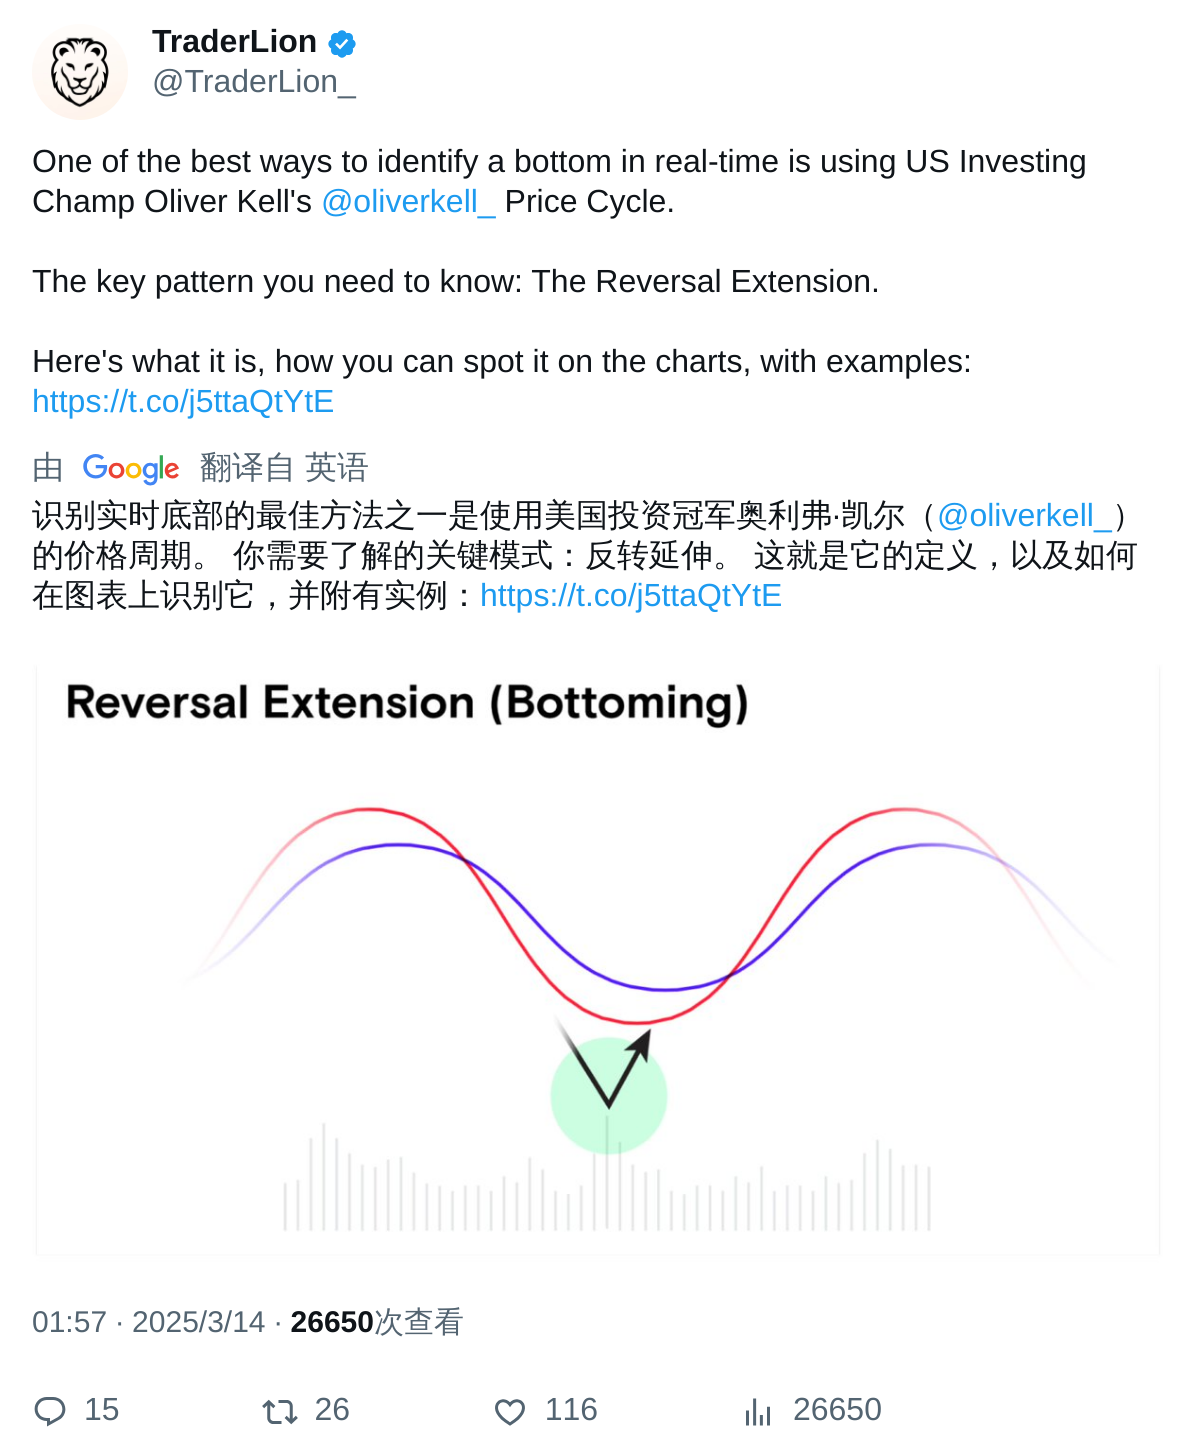 TraderLion
@TraderLion_
One of the best ways to identify a bottom in real-time is using US Investing
Champ Oliver Kell's @oliverkell_ Price Cycle.
The key pattern you need to know: The Reversal Extension.
Here's what it is, how you can spot it on the charts, with examples:
https://t.co/j5ttaQtYtE
由 Google 翻译自 英语
识别实时底部的最佳方法之一是使用美国投资冠军奥利弗·凯尔（@oliverkell_）
的价格周期。 你需要了解的关键模式：反转延伸。 这就是它的定义，以及如何
在图表上识别它，并附有实例：https://t.co/j5ttaQtYtE
Reversal Extension (Bottoming)
01:57 · 2025/3/14 · 26650次查看
15 26 116 26650